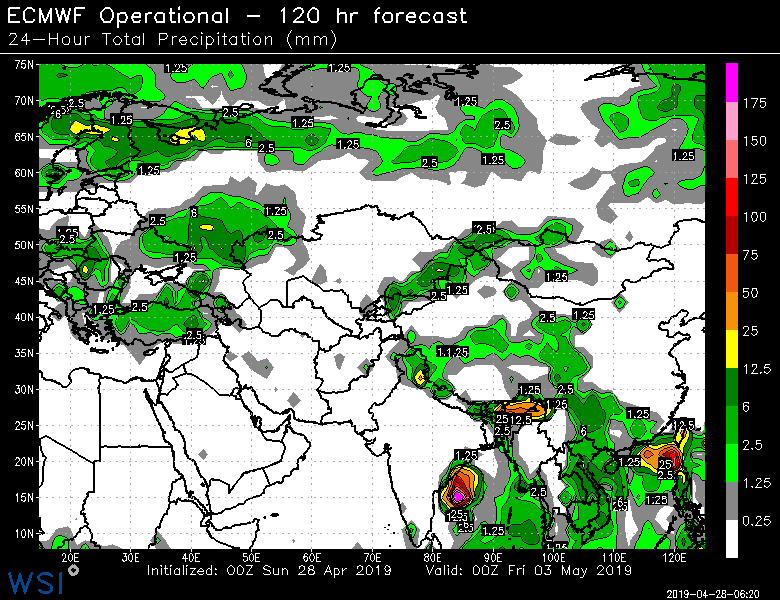 ECMWF Operational – 120 hr forecast
24–Hour Total Precipitation (mm)
75N
70N
65N
60N
55N
50N
45N
40N
35N
30N
25N
20N
15N
10N
20E 30E 40E 50E 60E 70E 80E 90E 100E 110E 120E
175
150
125
100
75
50
25
12.5
6
2.5
1.25
0.25
1.25 1.25
2.5 1.25
6 1.25 2.5 1.25 2.5
6 2.5 1.25 2.5 1.25 1.25
1.25
2.5 6 1.25
2.5 2.5 2.5
1.25
1.25
2.5 1.25
1.25 2.5
2.5 2.5 1.25
1.25
1.25 2.5
1.25
25 12.5 1.25
2.5 6 12.5
1.25 1.25 25
2.5
2.5 1.25
25
1.25
2.5
Initialized: 00Z Sun 28 Apr 2019 Valid: 00Z Fri 03 May 2019
WSI
2019-04-28-06:20